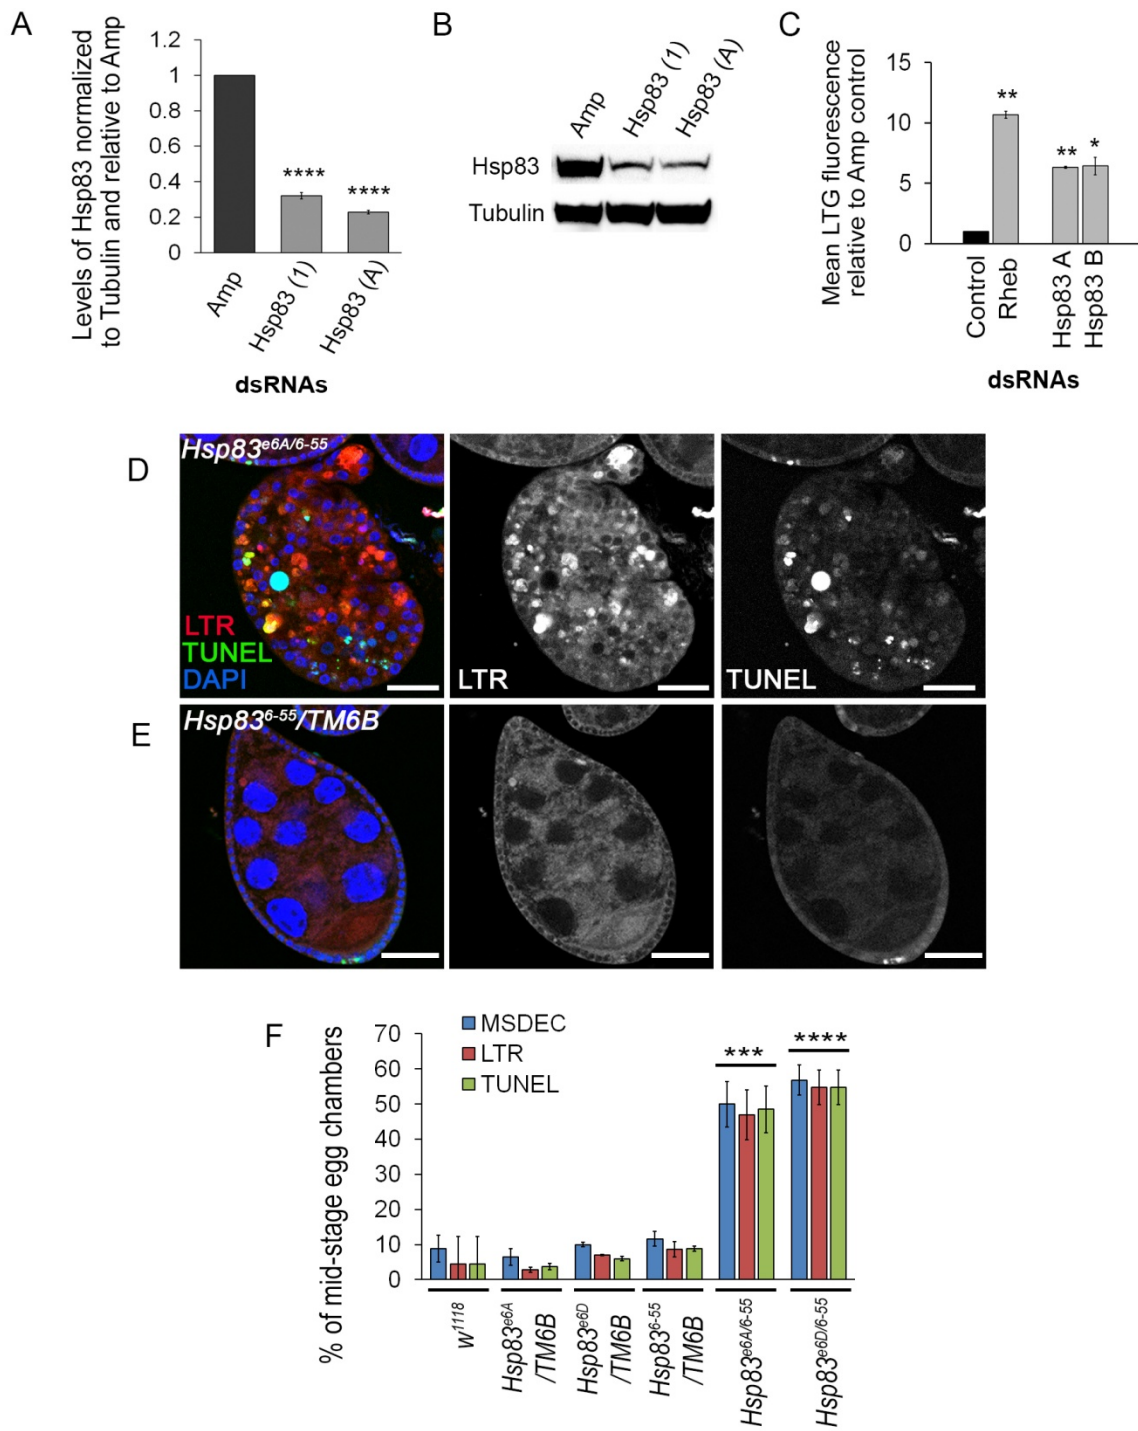 A
Levels of Hsp83 normalized
to Tubulin and relative to Amp
1.2
1
0.8
0.6
0.4
0.2
0
****
****
Amp
Hsp83 (1)
Hsp83 (A)
dsRNAs
B
Amp
Hsp83 (1)
Hsp83 (A)
Hsp83
Tubulin
C
Mean LTG fluorescence
relative to Amp control
15
10
5
0
**
**
*
Control
Rheb
Hsp83 A
Hsp83 B
dsRNAs
D
Hsp83e6A/6-55
LTR
TUNEL
DAPI
LTR
TUNEL
E
Hsp836-55/TM6B
F
% of mid-stage egg chambers
70
60
50
40
30
20
10
0
MSDEC
LTR
TUNEL
***
****
w1118
Hsp83e6A
/TM6B
Hsp83e6D
/TM6B
Hsp836-55
/TM6B
Hsp83e6A/6-55
Hsp83e6D/6-55